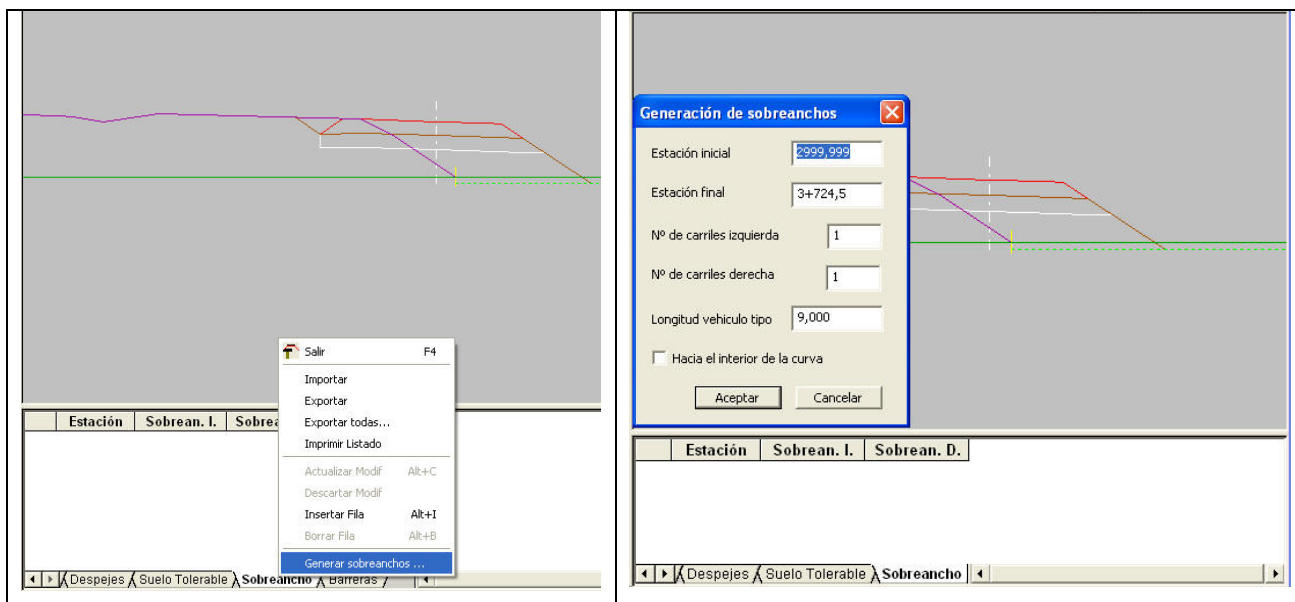 Salir F4
Importar
Exportar
Exportar todas...
Imprimir Listado
Actualizar Modif Alt+C
Descartar Modif
Insertar Fila Alt+I
Borrar Fila Alt+B
Generar sobreanchos ...
Estación Sobrean. I.
Despejes Suelo Tolerable Sobreancho Barreras
Generación de sobreanchos
Estación inicial 2999,999
Estación final 3+724,5
Nº de carriles izquierda 1
Nº de carriles derecha 1
Longitud vehiculo tipo 9,000
Hacia el interior de la curva
Aceptar Cancelar
Estación Sobrean. I. Sobrean. D.
Despejes Suelo Tolerable Sobreancho